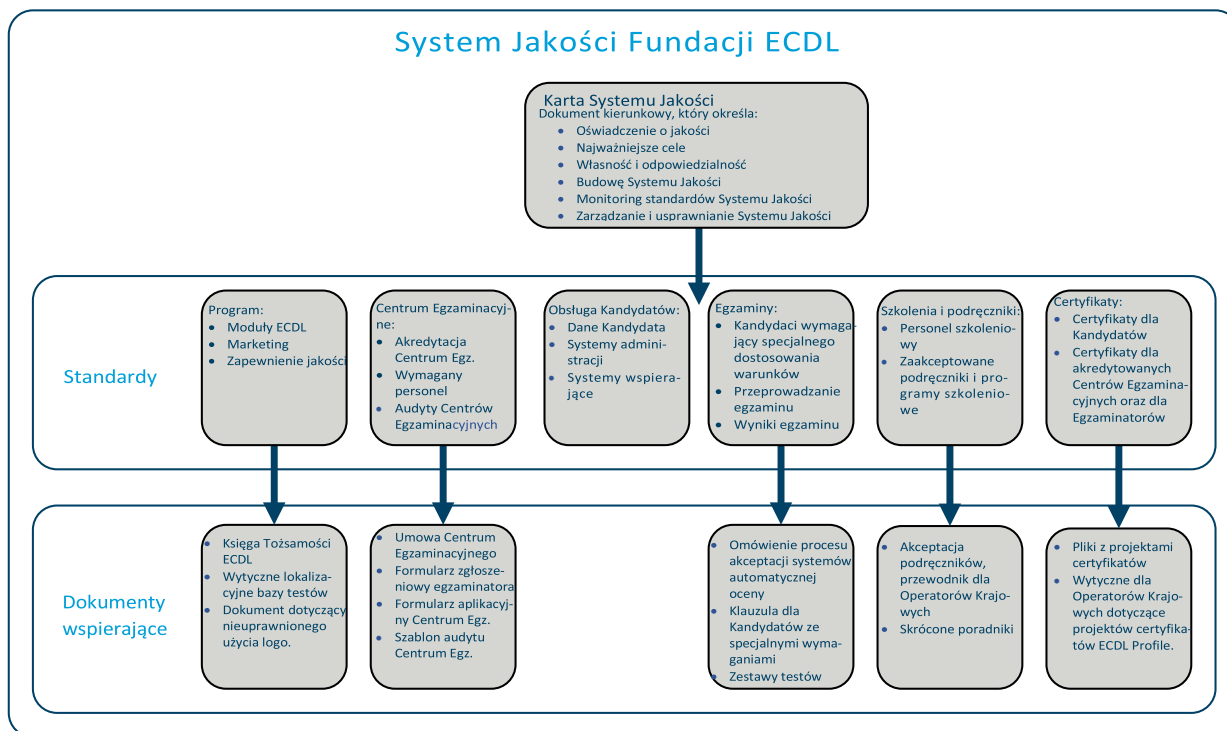 System Jakości Fundacji ECDL
Karta Systemu Jakości
Dokument kierunkowy, który określa:
• Oświadczenie o jakości
• Najważniejsze cele
• Własność i odpowiedzialność
• Budowę Systemu Jakości
• Monitoring standardów Systemu Jakości
• Zarządzanie i usprawnianie Systemu Jakości
Standardy
Program:
• Moduły ECDL
• Marketing
• Zapewnienie jakości
Centrum Egzaminacyj-
ne:
• Akredytacja
Centrum Egz.
• Wymagany
personel
• Audyty Centrów
Egzaminacyjnych
Obsługa Kandydatów:
• Dane Kandydata
• Systemy admini-
stracji
• Systemy wspiera-
jące
Egzaminy:
• Kandydaci wymaga-
jący specjalnego
dostosowania
warunków
• Przeprowadzanie
egzaminu
• Wyniki egzaminu
Szkolenia i podręczniki:
• Personel szkolenio-
wy
• Zaakceptowane
podręczniki i pro-
gramy szkolenio-
we
Certyfikaty:
• Certyfikaty dla
Kandydatów
• Certyfikaty dla
akredytowanych
Centrów Egzamina-
cyjnych oraz dla
Egzaminatorów
Dokumenty
wspierające
• Księga Tożsamości
ECDL
• Wytyczne lokaliza-
cyjne bazy testów
• Dokument dotyczący
nieuprawnionego
użycia logo.
• Umowa Centrum
Egzaminacyjnego
• Formularz zgłosze-
niowy egzaminatora
• Formularz aplikacyj-
ny Centrum Egz.
• Szablon audytu
Centrum Egz.
• Omówienie procesu
akceptacji systemów
automatycznej
oceny
• Klauzula dla
Kandydatów ze
specjalnymi wyma-
ganiami
• Zestawy testów
• Akceptacja
podręczników,
przewodnik dla
Operatorów Krajo-
wych
• Skrócone poradniki
• Pliki z projektami
certyfikatów
• Wytyczne dla
Operatorów Krajo-
wych dotyczące
projektów certyfika-
tów ECDL Profile.